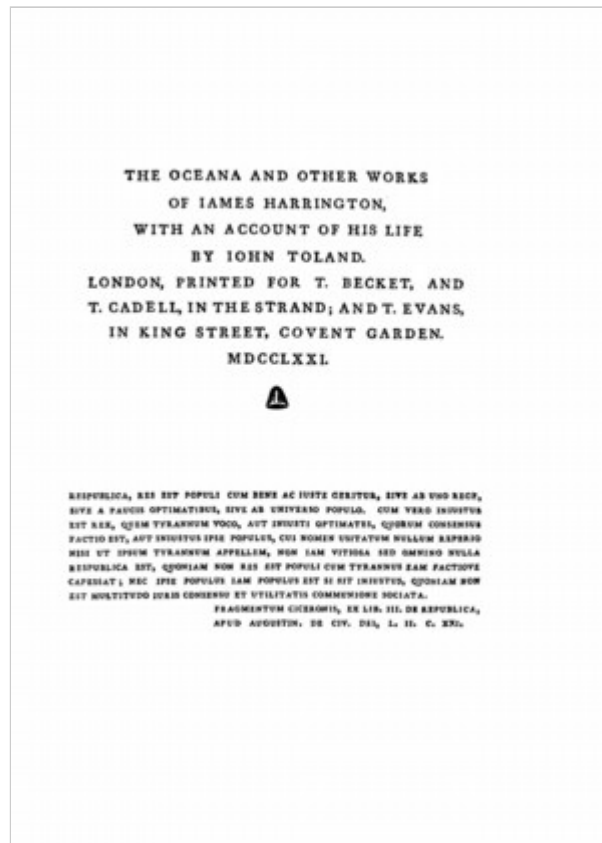 THE OCEANA AND OTHER WORKS
OF IAMES HARRINGTON,
WITH AN ACCOUNT OF HIS LIFE
BY IOHN TOLAND.
LONDON, PRINTED FOR T. BECKET, AND
T. CADELL, IN THE STRAND; AND T. EVANS,
IN KING STREET, COVENT GARDEN.
MDCCLXXI.
RESPUBLICA, RES EST POPULI CUM BENE AC IUSTE GERITUR, SIVE AB UNO REGE,
SIVE A PAUCIS OPTIMATIBUS, SIVE AB UNIVERSO POPULO. CUM VERO INIUSTUS
EST REX, QUEM TYRANNUM VOCO, AUT INIUSTI OPTIMATES, QUORUM CONSENSUS
FACTIO EST, AUT INIUSTUS IPSE POPULUS, CUI NOMEN USITATUM NULLUM REPERIO
NISI UT IPSUM TYRANNUM APPELLEM, NON IAM VITIOSA SED OMNINO NULLA
RESPUBLICA EST, QUONIAM NON RES EST POPULI CUM TYRANNUS EAM FACTIOVE
CAPESSAT; NEC IPSE POPULUS IAM POPULUS EST SI SIT INIUSTUS, QUONIAM NON
EST MULTITUDO IURIS CONSENSU ET UTILITATIS COMMUNIONE SOCIATA.
FRAGMENTUM CICERONIS, EX LIB. III. DE REPUBLICA,
APUD AUGUSTIN. DE CIV. DEI, L. II. C. XXI.